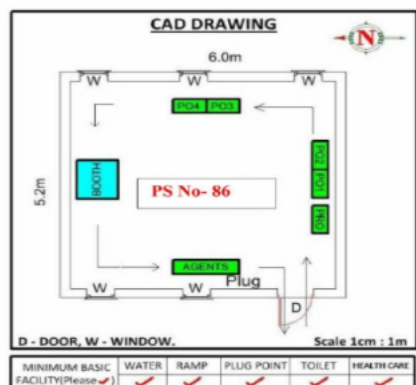 CAD DRAWING
N
6.0m
W W W
PO4 PO3
5.2m
BOOTH
PO2
PO1
PS No- 86
PRO
AGENTS
Plug
W W
D
D - DOOR, W - WINDOW. Scale 1cm : 1m
MINIMUM BASIC FACILITY(Please ✓) WATER RAMP PLUG POINT TOILET HEALTH CARE
✓ ✓ ✓ ✓ ✓